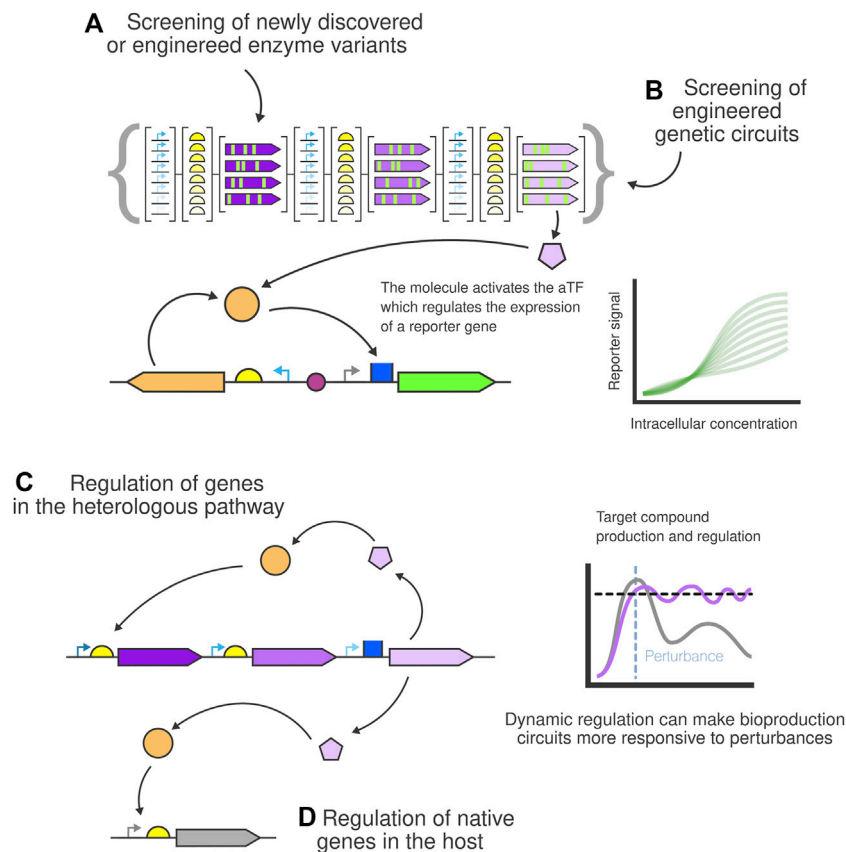 A Screening of newly discovered
or enginereed enzyme variants
B Screening of
engineered
genetic circuits
The molecule activates the aTF
which regulates the expression
of a reporter gene
Reporter signal
Intracellular concentration
C Regulation of genes
in the heterologous pathway
Target compound
production and regulation
Perturbance
Dynamic regulation can make bioproduction
circuits more responsive to perturbances
D Regulation of native
genes in the host